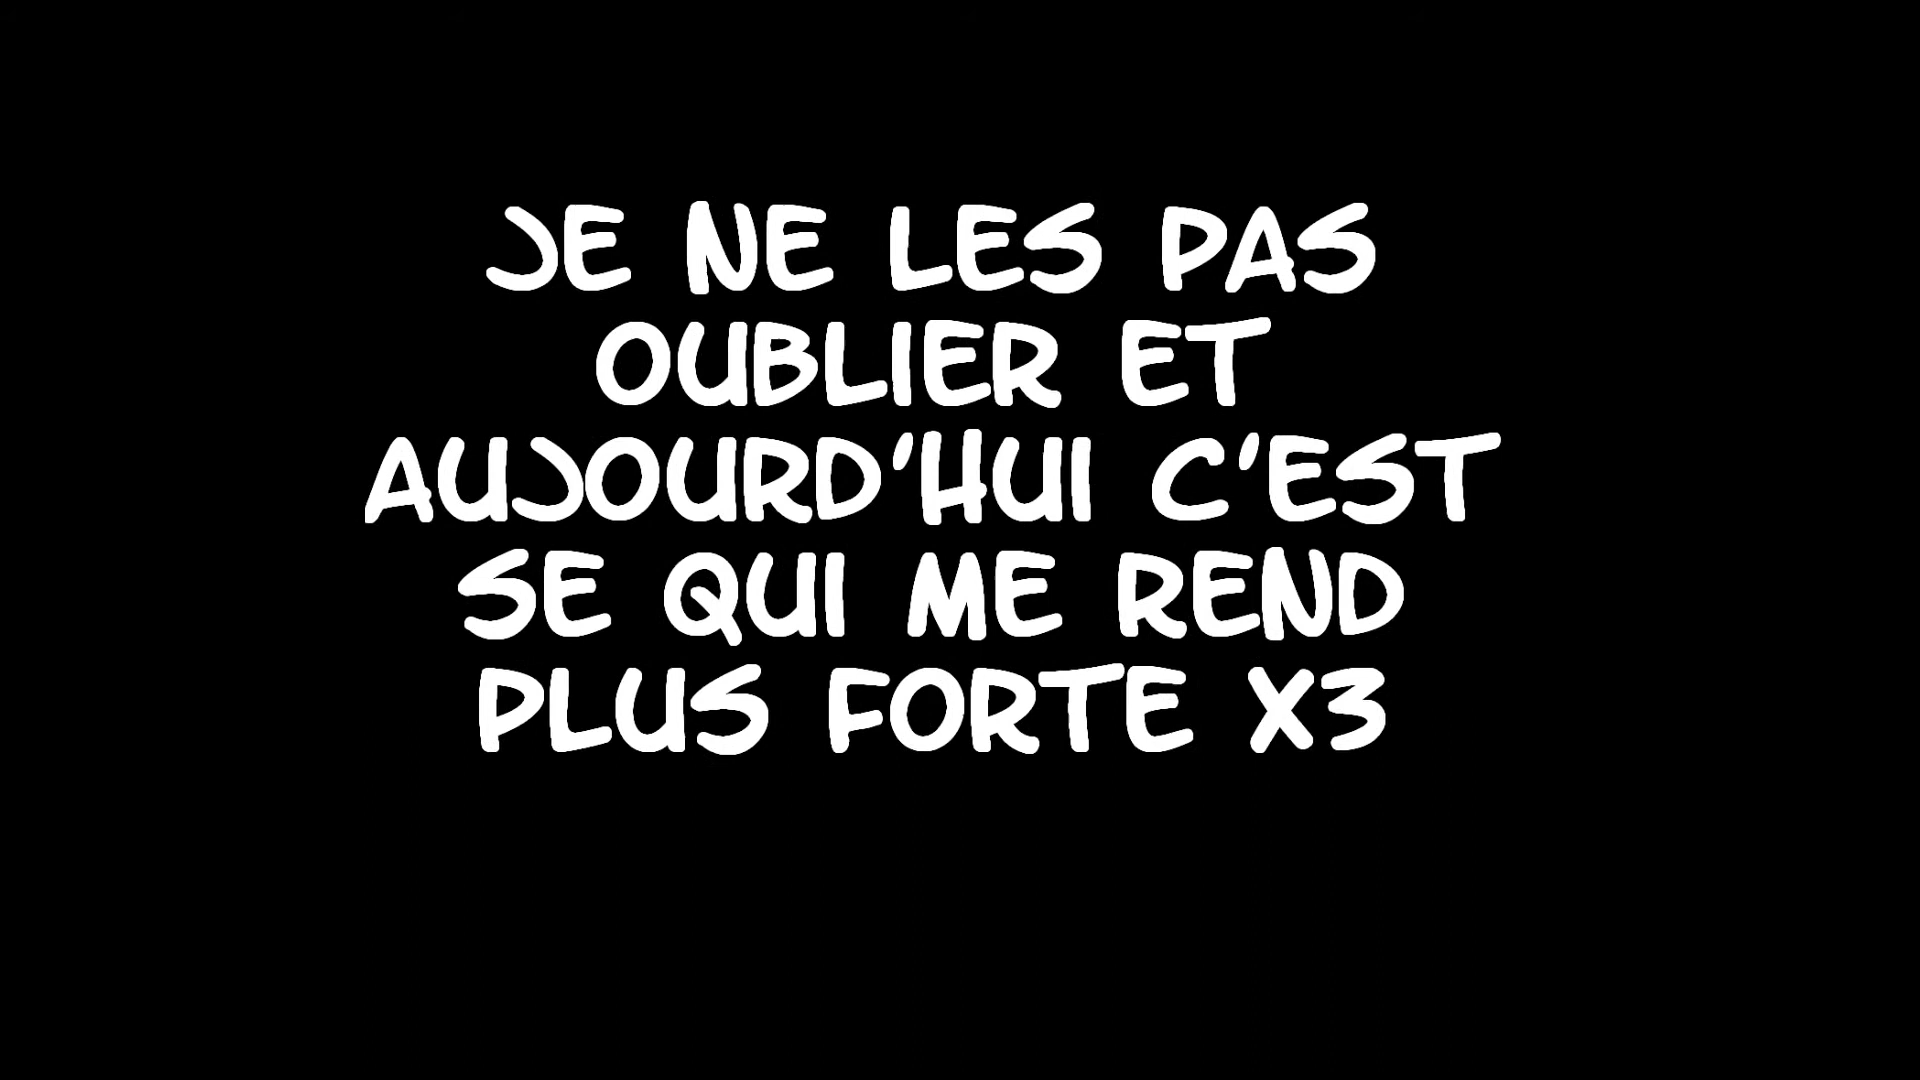 JE NE LES PAS
OUBLIER ET
AUJOURD'HUI C'EST
SE QUI ME REND
PLUS FORTE X3